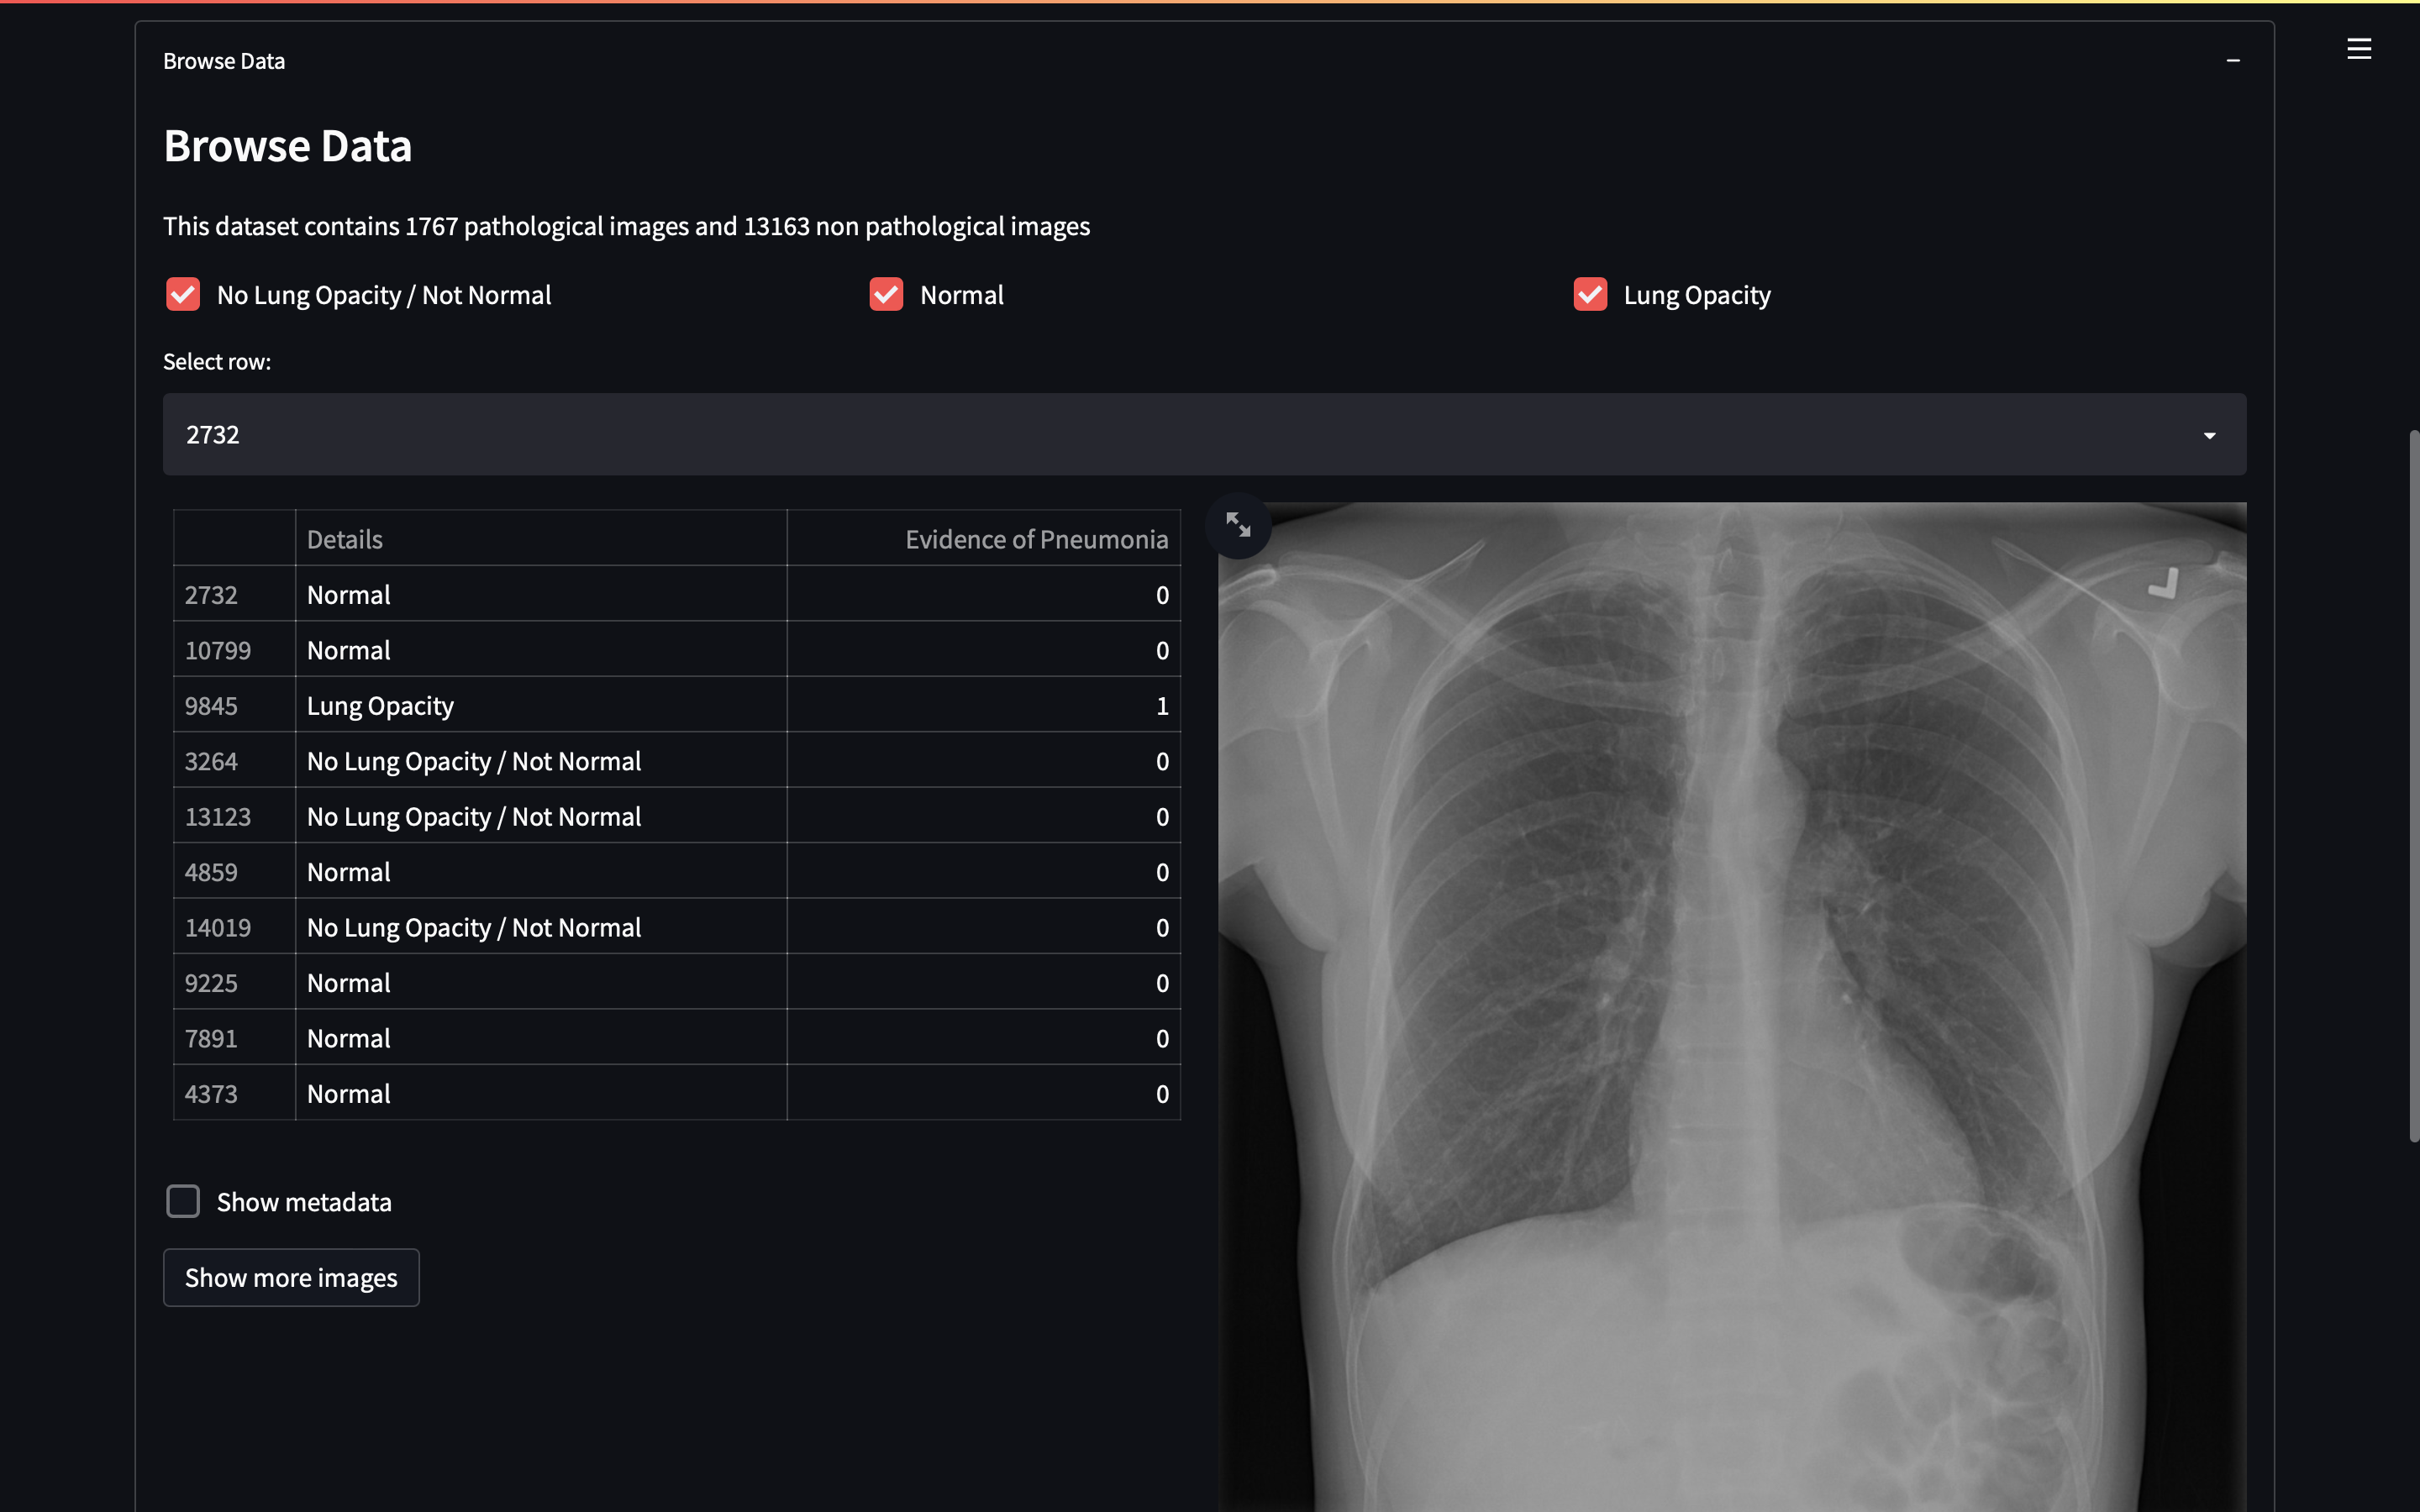 Browse Data
Browse Data
This dataset contains 1767 pathological images and 13163 non pathological images
No Lung Opacity / Not Normal Normal Lung Opacity
Select row:
2732
Details Evidence of Pneumonia
2732 Normal 0
10799 Normal 0
9845 Lung Opacity 1
3264 No Lung Opacity / Not Normal 0
13123 No Lung Opacity / Not Normal 0
4859 Normal 0
14019 No Lung Opacity / Not Normal 0
9225 Normal 0
7891 Normal 0
4373 Normal 0
Show metadata
Show more images
L